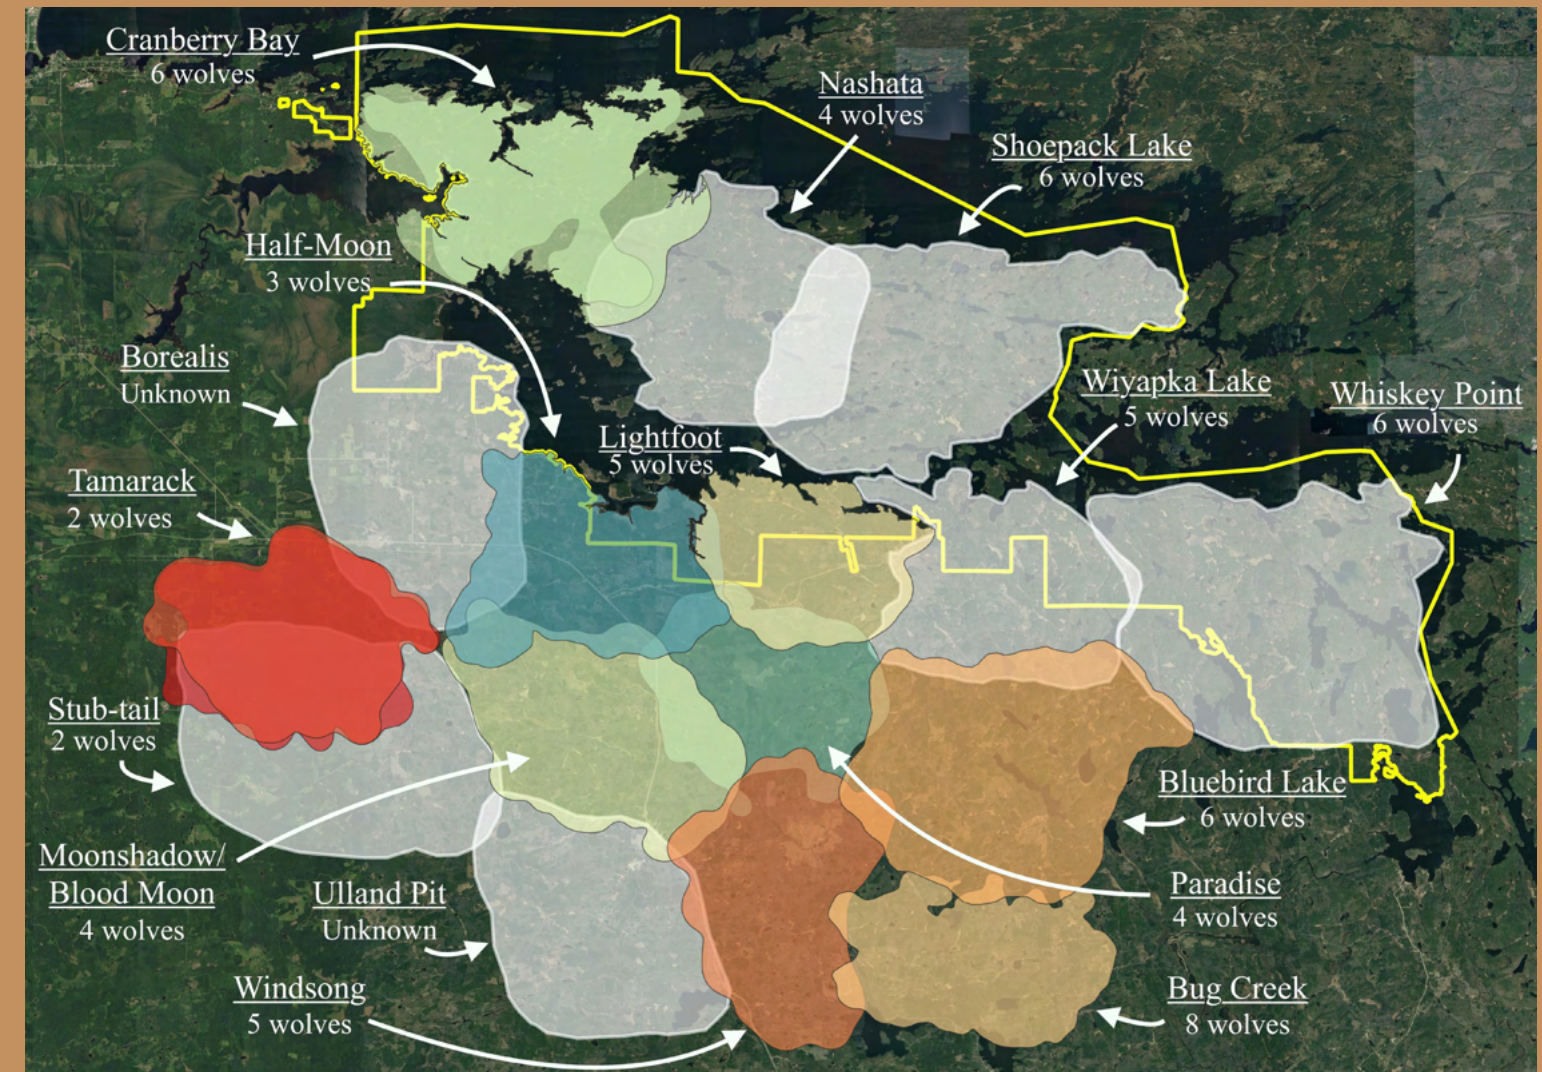 Cranberry Bay
6 wolves
Nashata
4 wolves
Shoepack Lake
6 wolves
Half-Moon
3 wolves
Borealis
Unknown
Wiyapka Lake
5 wolves
Whiskey Point
6 wolves
Lightfoot
5 wolves
Tamarack
2 wolves
Stub-tail
2 wolves
Bluebird Lake
6 wolves
Moonshadow/
Blood Moon
4 wolves
Ulland Pit
Unknown
Paradise
4 wolves
Windsong
5 wolves
Bug Creek
8 wolves